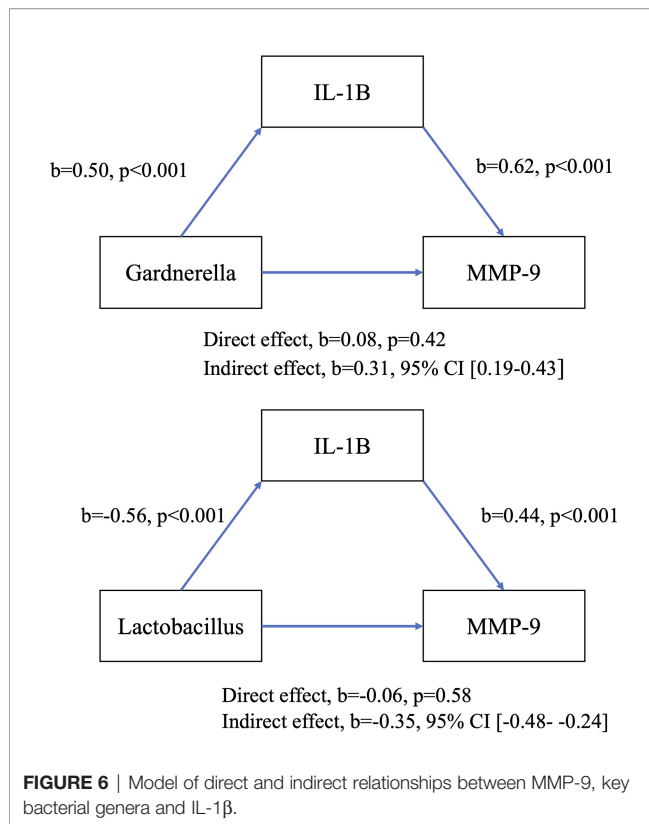 IL-1B
b=0.50, p<0.001
b=0.62, p<0.001
Gardnerella
MMP-9
Direct effect, b=0.08, p=0.42
Indirect effect, b=0.31, 95% CI [0.19-0.43]
IL-1B
b=-0.56, p<0.001
b=0.44, p<0.001
Lactobacillus
MMP-9
Direct effect, b=-0.06, p=0.58
Indirect effect, b=-0.35, 95% CI [-0.48- -0.24]
FIGURE 6 | Model of direct and indirect relationships between MMP-9, key
bacterial genera and IL-1β.